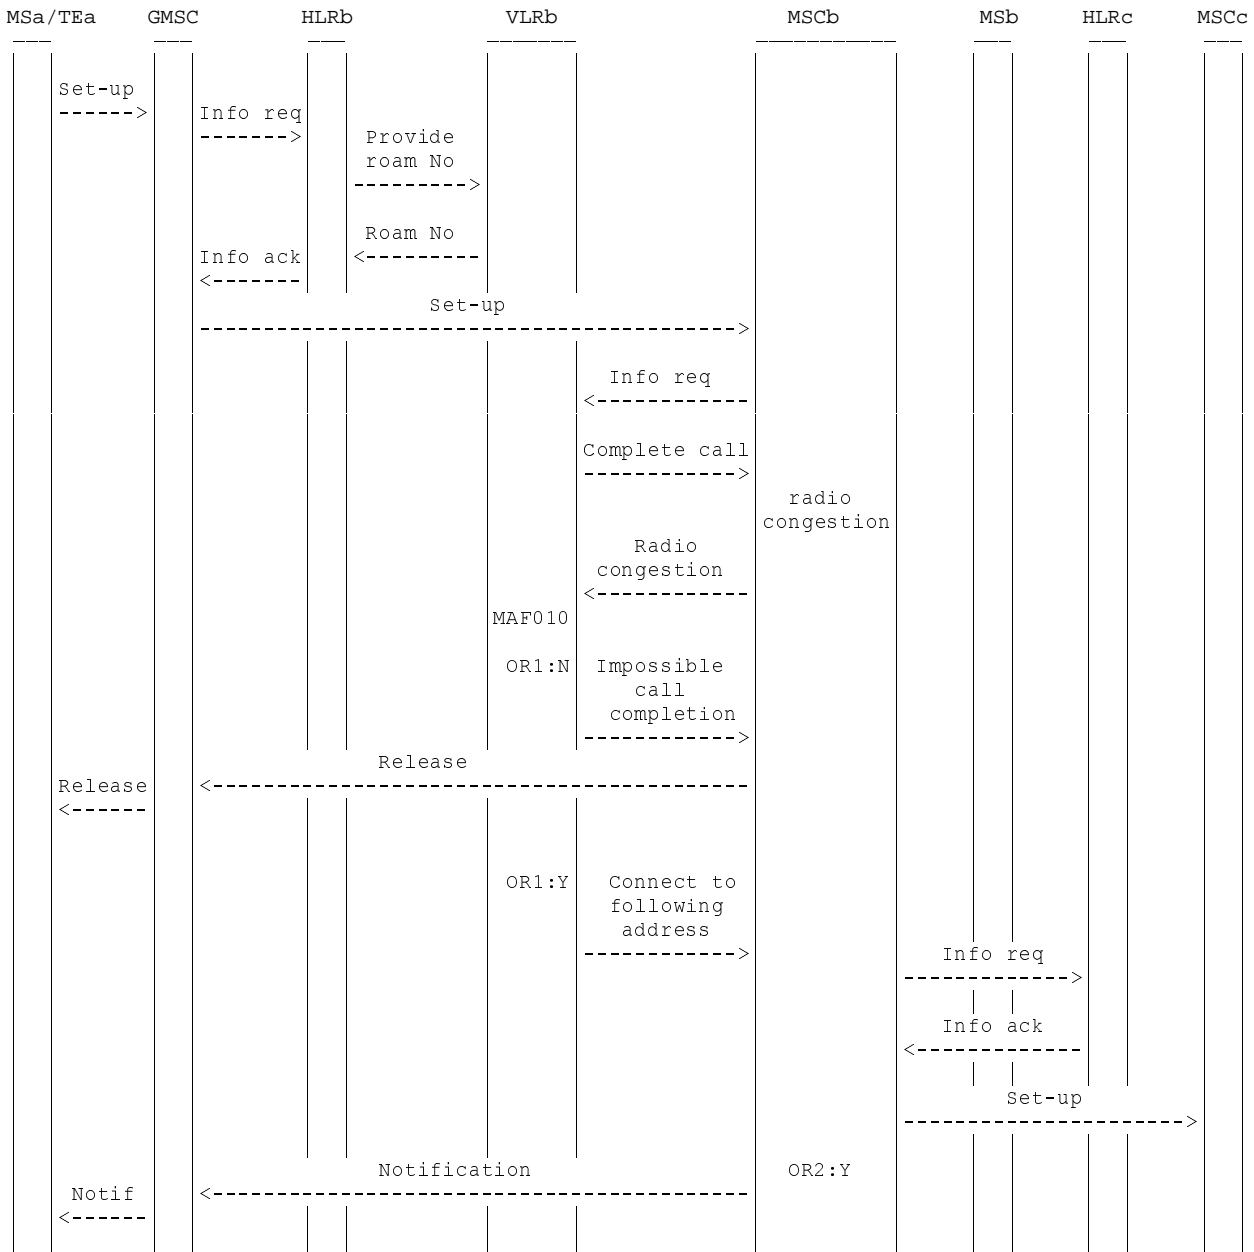 MSa/TEa GMSC HLRb VLRb MSCb MSb HLRc MSCc
Set-up
------>
Info req
------->
Provide
roam No
--------->
Roam No
<---------
Info ack
<-------
Set-up
------------------------------------------>
Info req
<------------
Complete call
------------>
radio
congestion
Radio
congestion
<------------
MAF010
OR1:N Impossible
call
completion
------------>
Release
<------------------------------------------
Release
<------
OR1:Y Connect to
following
address
------------>
Info req
------------->
Info ack
<-------------
Set-up
----------------------->
Notification OR2:Y
<------------------------------------------
Notif
<------